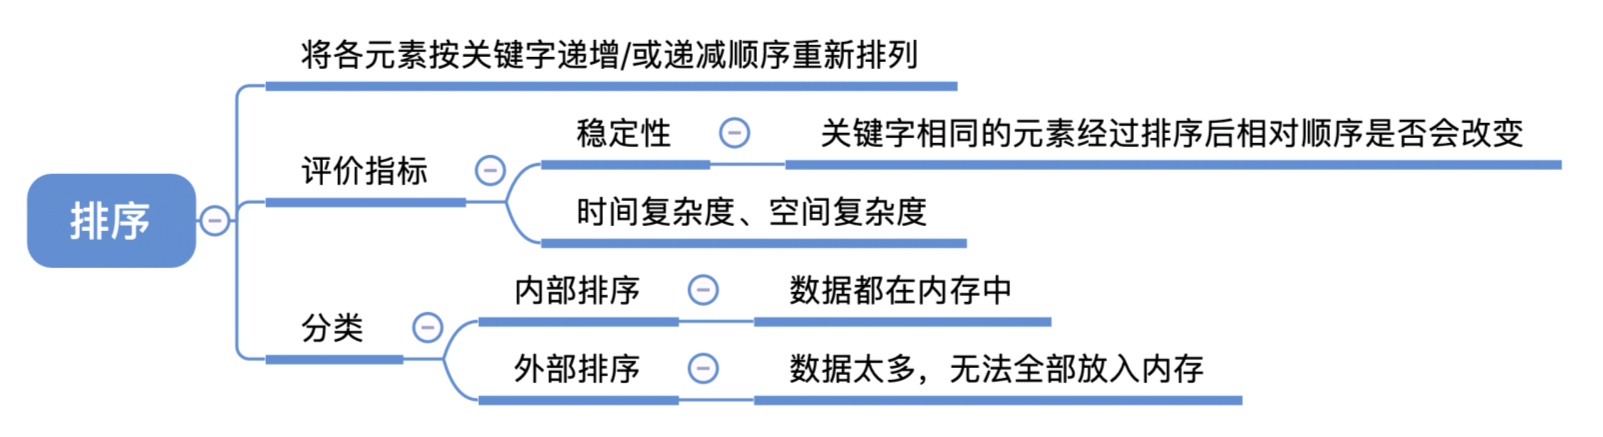 排序
将各元素按关键字递增/或递减顺序重新排列
评价指标
稳定性
关键字相同的元素经过排序后相对顺序是否会改变
时间复杂度、空间复杂度
分类
内部排序
数据都在内存中
外部排序
数据太多，无法全部放入内存